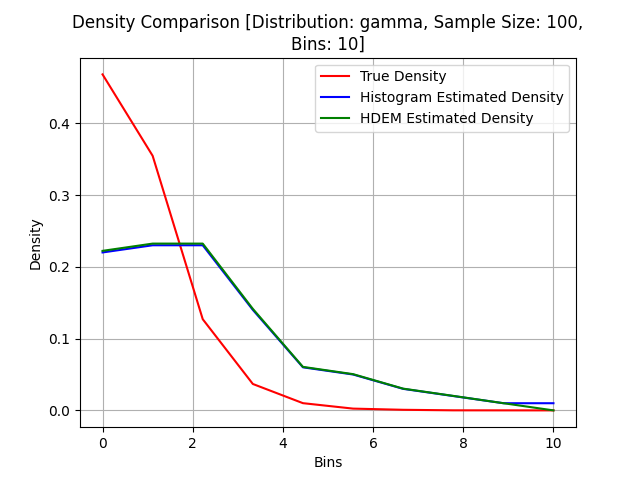 Density Comparison [Distribution: gamma, Sample Size: 100,
Bins: 10]
True Density
Histogram Estimated Density
HDEM Estimated Density
Density
0.4
0.3
0.2
0.1
0.0
0 2 4 6 8 10
Bins